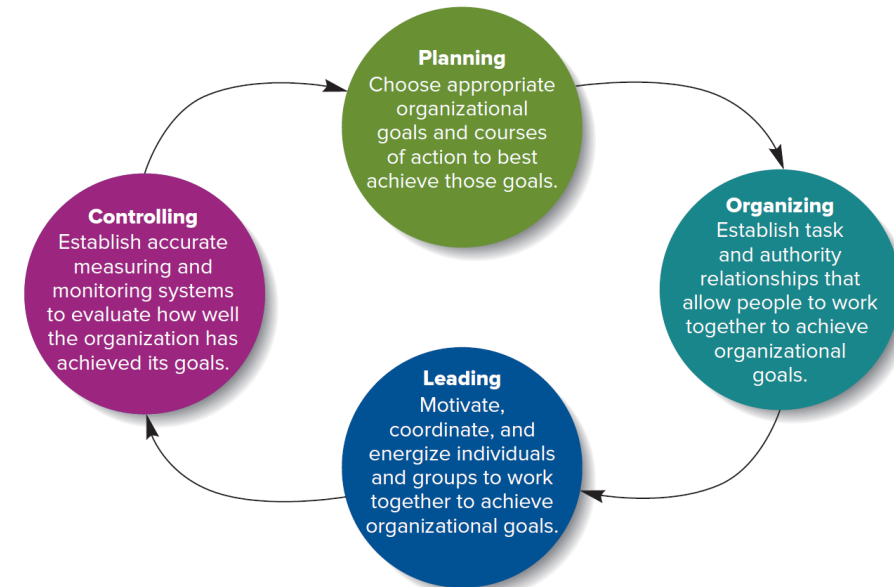 Planning
Choose appropriate
organizational
goals and courses
of action to best
achieve those goals.
Organizing
Establish task
and authority
relationships that
allow people to work
together to achieve
organizational
goals.
Leading
Motivate,
coordinate, and
energize individuals
and groups to work
together to achieve
organizational goals.
Controlling
Establish accurate
measuring and
monitoring systems
to evaluate how well
the organization has
achieved its goals.